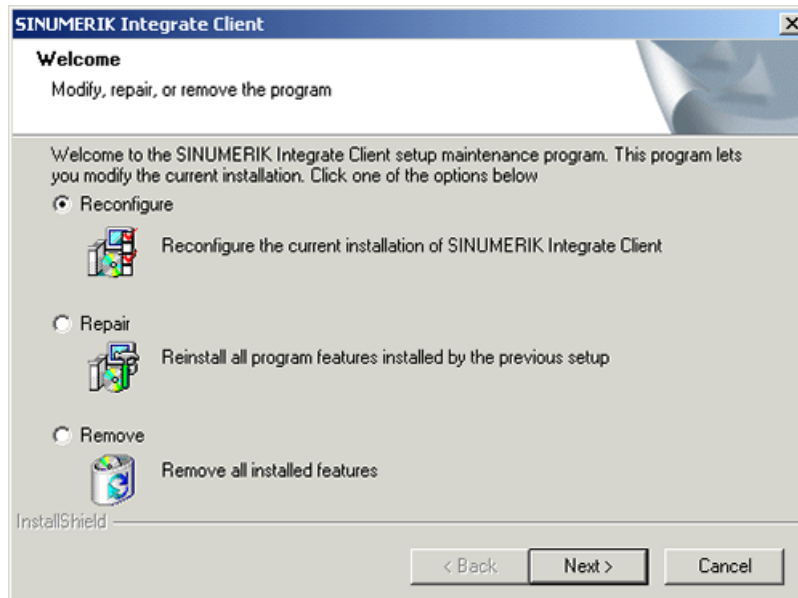 SINUMERIK Integrate Client
Welcome
Modify, repair, or remove the program
Welcome to the SINUMERIK Integrate Client setup maintenance program. This program lets
you modify the current installation. Click one of the options below
Reconfigure
Reconfigure the current installation of SINUMERIK Integrate Client
Repair
Reinstall all program features installed by the previous setup
Remove
Remove all installed features
InstallShield
< Back
Next >
Cancel